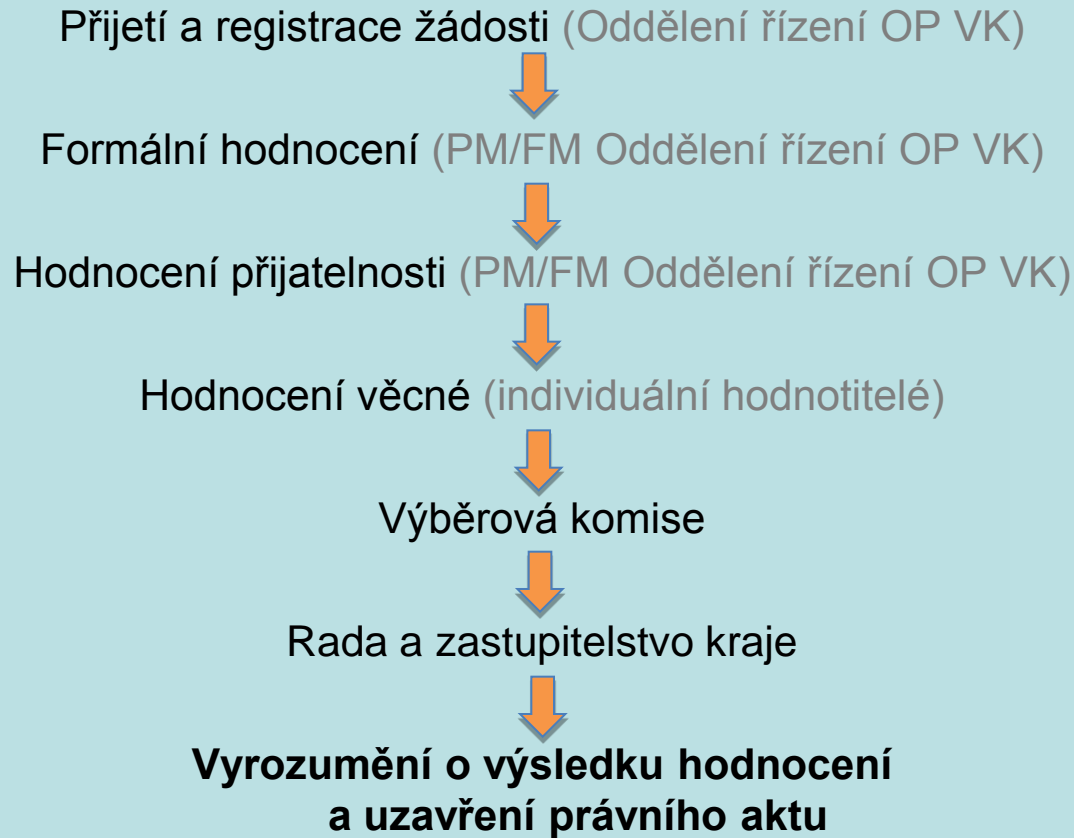 Přijetí a registrace žádosti (Oddělení řízení OP VK)
Formální hodnocení (PM/FM Oddělení řízení OP VK)
Hodnocení přijatelnosti (PM/FM Oddělení řízení OP VK)
Hodnocení věcné (individuální hodnotitelé)
Výběrová komise
Rada a zastupitelstvo kraje
Vyrozumění o výsledku hodnocení
a uzavření právního aktu